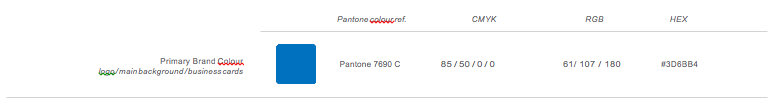 Pantone colour ref. CMYK RGB HEX
Primary Brand Colour
logo / main background / business cards
Pantone 7690 C 85 / 50 / 0 / 0 61/ 107 / 180 #3D6BB4